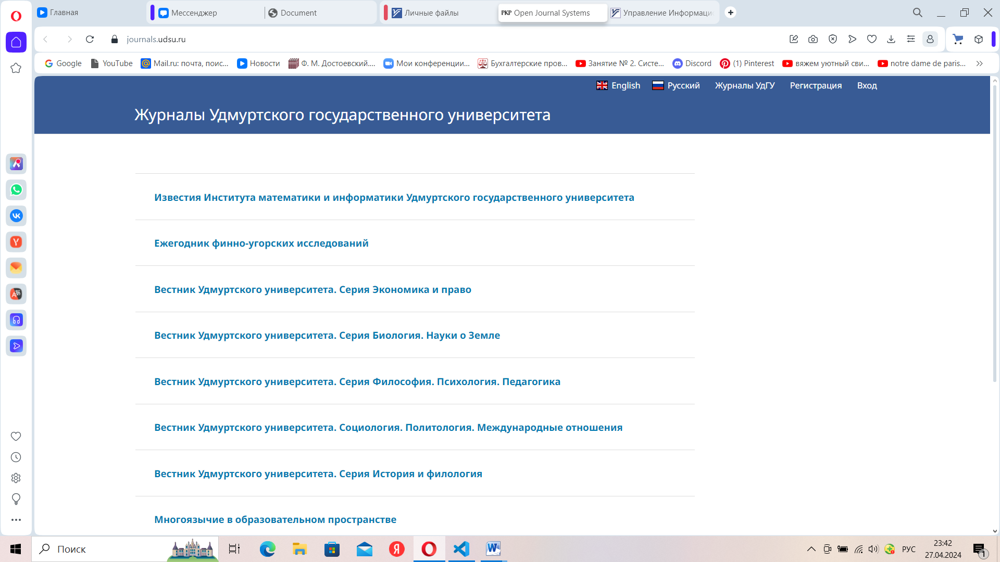 Главная
Мессенджер
Document
Личные файлы
PKP Open Journal Systems
Управление Информаци
journals.udsu.ru
Google
YouTube
Mail.ru: почта, поис...
Новости
Ф. М. Достоевский....
Мои конференции...
Бухгалтерские пров...
Занятие № 2. Систе...
Discord
(1) Pinterest
вяжем уютный сви...
notre dame de paris...
English
Русский
Журналы УдГУ
Регистрация
Вход
Журналы Удмуртского государственного университета
Известия Института математики и информатики Удмуртского государственного университета
Ежегодник финно-угорских исследований
Вестник Удмуртского университета. Серия Экономика и право
Вестник Удмуртского университета. Серия Биология. Науки о Земле
Вестник Удмуртского университета. Серия Философия. Психология. Педагогика
Вестник Удмуртского университета. Социология. Политология. Международные отношения
Вестник Удмуртского университета. Серия История и филология
Многоязычие в образовательном пространстве
Поиск
РУС
23:42
27.04.2024
1